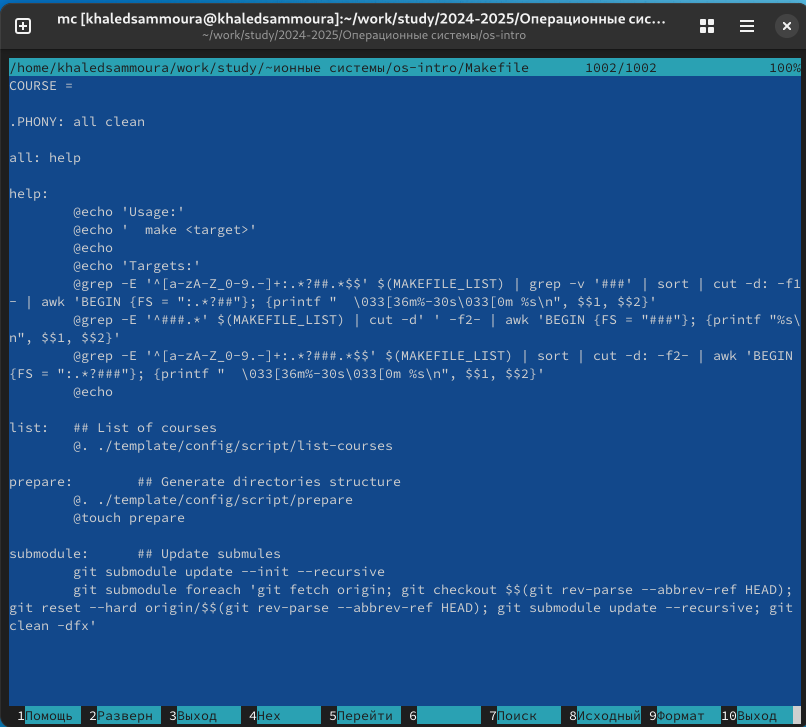 mc [khaledsammoura@khaledsammoura]:~/work/study/2024-2025/Операционные сис...
~/work/study/2024-2025/Операционные системы/os-intro
/home/khaledsammoura/work/study/~ионные системы/os-intro/Makefile       1002/1002              100%
COURSE =
.PHONY: all clean
all: help
help:
        @echo 'Usage:'
        @echo '  make <target>'
        @echo
        @echo 'Targets:'
        @grep -E '^[a-zA-Z_0-9.-]+:.*?##.*$$' $(MAKEFILE_LIST) | grep -v '###' | sort | cut -d: -f1
- | awk 'BEGIN {FS = ":.*?##"}; {printf "  \033[36m%-30s\033[0m %s\n", $$1, $$2}'
        @grep -E '^###.*' $(MAKEFILE_LIST) | cut -d' ' -f2- | awk 'BEGIN {FS = "###"}; {printf "%s\
n", $$1, $$2}'
        @grep -E '^[a-zA-Z_0-9.-]+:.*?###.*$$' $(MAKEFILE_LIST) | sort | cut -d: -f2- | awk 'BEGIN
{FS = ":.*?###"}; {printf "  \033[36m%-30s\033[0m %s\n", $$1, $$2}'
        @echo
list:   ## List of courses
        @. ./template/config/script/list-courses
prepare:        ## Generate directories structure
        @. ./template/config/script/prepare
        @touch prepare
submodule:      ## Update submules
        git submodule update --init --recursive
        git submodule foreach 'git fetch origin; git checkout $$(git rev-parse --abbrev-ref HEAD);
git reset --hard origin/$$(git rev-parse --abbrev-ref HEAD); git submodule update --recursive; git
clean -dfx'
1Помощь 2Разверн 3Выход 4Hex 5Перейти 6 7Поиск 8Исходный 9Формат 10Выход